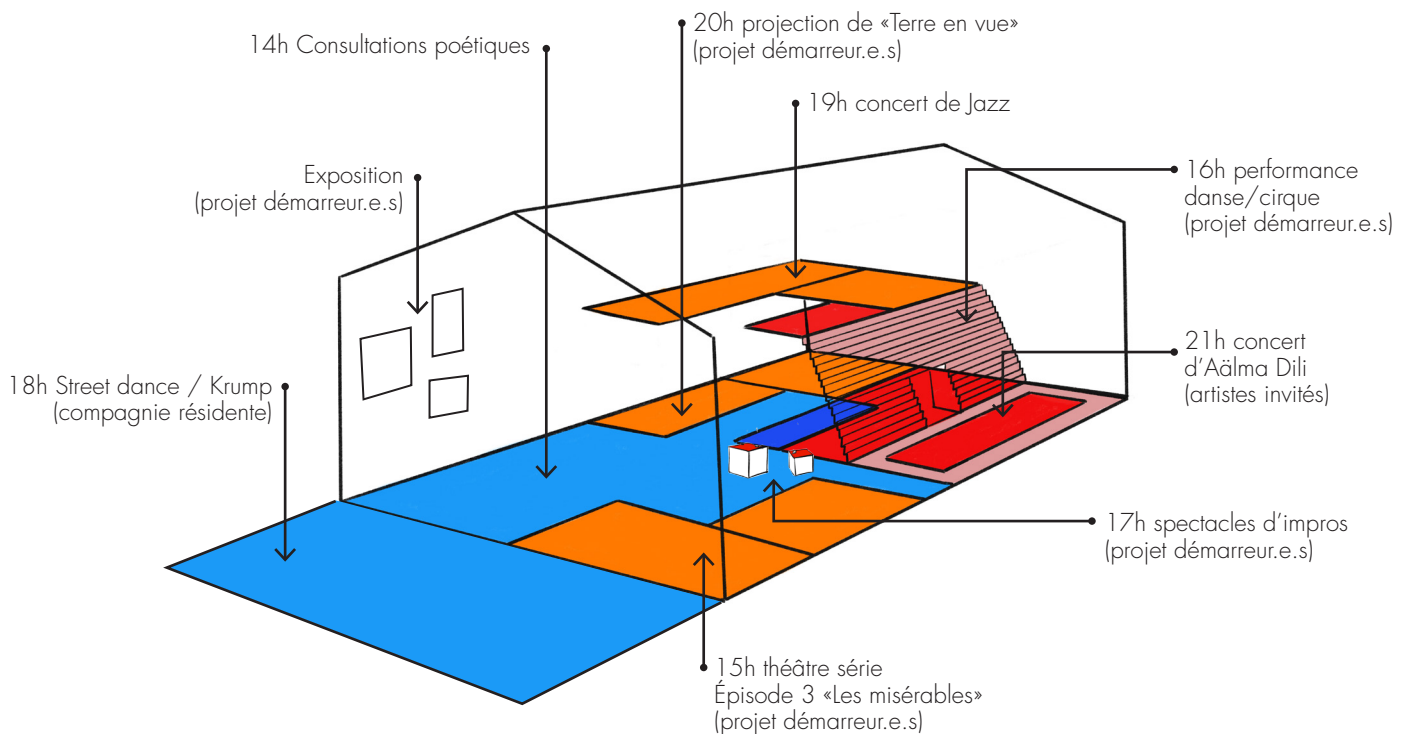 20h projection de «Terre en vue»
(projet démarreur.e.s)
14h Consultations poétiques
19h concert de Jazz
Exposition
(projet démarreur.e.s)
16h performance
danse/cirque
(projet démarreur.e.s)
21h concert
d’Aälma Dili
(artistes invités)
18h Street dance / Krump
(compagnie résidente)
17h spectacles d’impros
(projet démarreur.e.s)
15h théâtre série
Épisode 3 «Les misérables»
(projet démarreur.e.s)